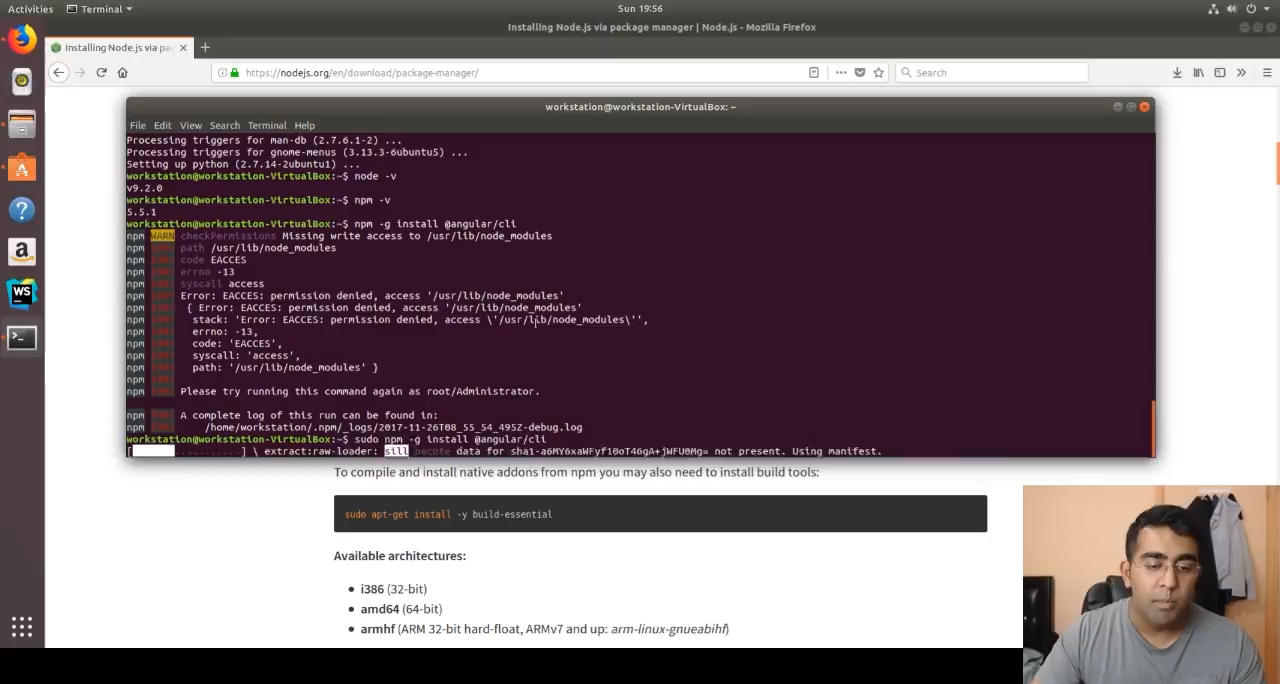 Activities
Terminal
Sun 19:56
Installing Node.js via package manager | Node.js - Mozilla Firefox
Installing Node.js via pac
https://nodejs.org/en/download/package-manager/
Search
workstation@workstation-VirtualBox: ~
File Edit View Search Terminal Help
Processing triggers for man-db (2.7.6.1-2) ...
Processing triggers for gnome-menus (3.13.3-6ubuntu5) ...
Setting up python (2.7.14-2ubuntu1) ...
workstation@workstation-VirtualBox:~$ node -v
v9.2.0
workstation@workstation-VirtualBox:~$ npm -v
5.5.1
workstation@workstation-VirtualBox:~$ npm -g install @angular/cli
npm WARN checkPermissions Missing write access to /usr/lib/node_modules
npm path /usr/lib/node_modules
npm code EACCES
npm errno -13
npm syscall access
npm Error: EACCES: permission denied, access '/usr/lib/node_modules'
npm { Error: EACCES: permission denied, access '/usr/lib/node_modules'
npm stack: 'Error: EACCES: permission denied, access \'/usr/lib/node_modules\'',
npm errno: -13,
npm code: 'EACCES',
npm syscall: 'access',
npm path: '/usr/lib/node_modules' }
npm
npm Please try running this command again as root/Administrator.
npm A complete log of this run can be found in:
npm /home/workstation/.npm/_logs/2017-11-26T08_55_54_495Z-debug.log
workstation@workstation-VirtualBox:~$ sudo npm -g install @angular/cli
[ ..........] \ extract:raw-loader: sill data for not present. Using manifest.
To compile and install native addons from npm you may also need to install build tools:
sudo apt-get install -y build-essential
Available architectures:
• i386 (32-bit)
• amd64 (64-bit)
• armhf (ARM 32-bit hard-float, ARMv7 and up: arm-linux-gnueabihf)
WS